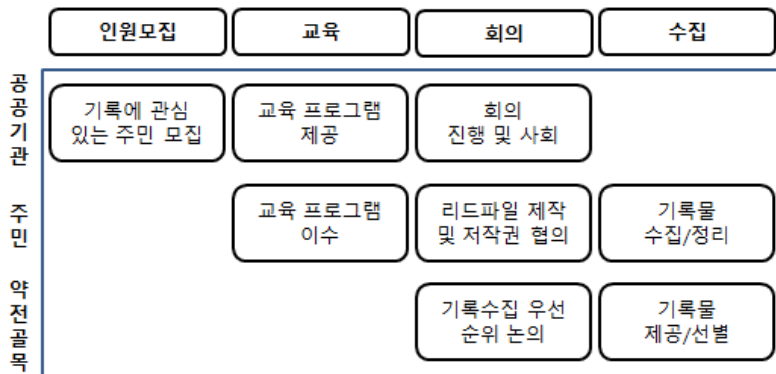 인원모집
교육
회의
수집
공공기관
기록에 관심
있는 주민 모집
교육 프로그램
제공
회의
진행 및 사회
주민
교육 프로그램
이수
리드파일 제작
및 저작권 협의
기록물
수집/정리
약전골목
기록수집 우선
순위 논의
기록물
제공/선별